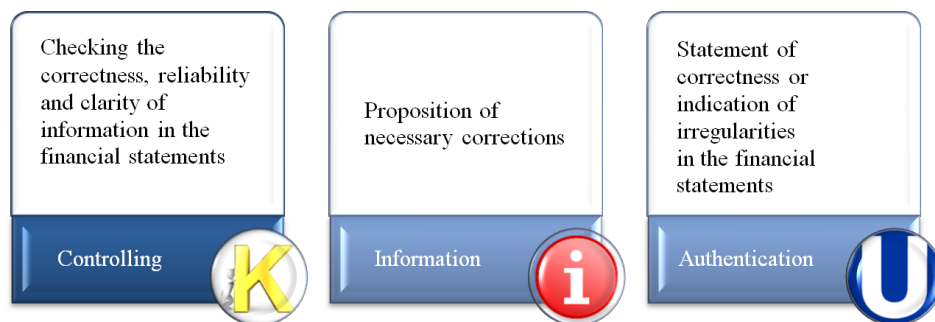 Checking the
correctness, reliability
and clarity of
information in the
financial statements
Controlling
K
Proposition of
necessary corrections
Information
i
Statement of
correctness or
indication of
irregularities
in the financial
statements
Authentication
U